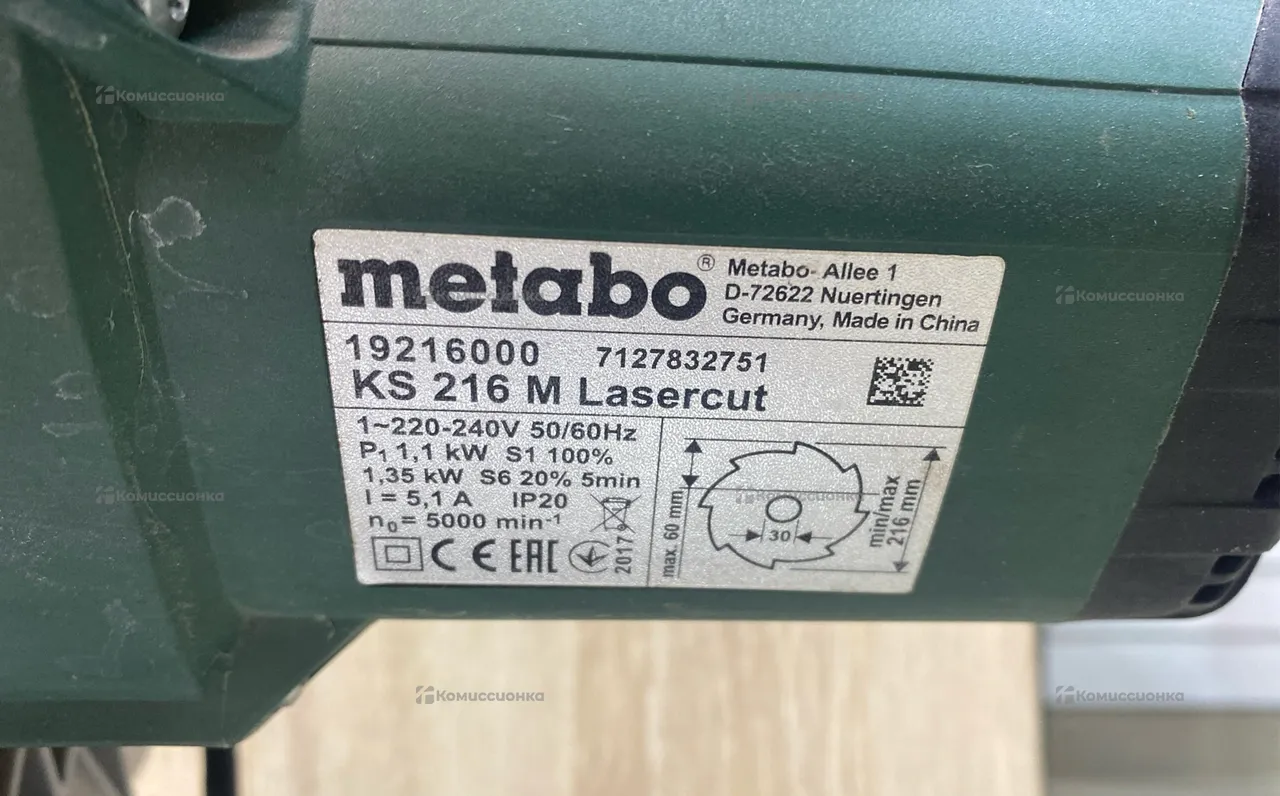 metabo®
Metabo- Allee 1
D-72622 Nuertingen
Germany, Made in China
19216000 7127832751
KS 216 M Lasercut
1~220-240V 50/60Hz
P₁ 1,1 kW S1 100%
1,35 kW S6 20% 5min
I = 5,1 A IP20
n₀ = 5000 min⁻¹
CE EAC 2017
max. 60 mm
30
min/max
216 mm
Комиссионка
Комиссионка
Комиссионка
Комиссионка
Комиссионка
Комиссионка